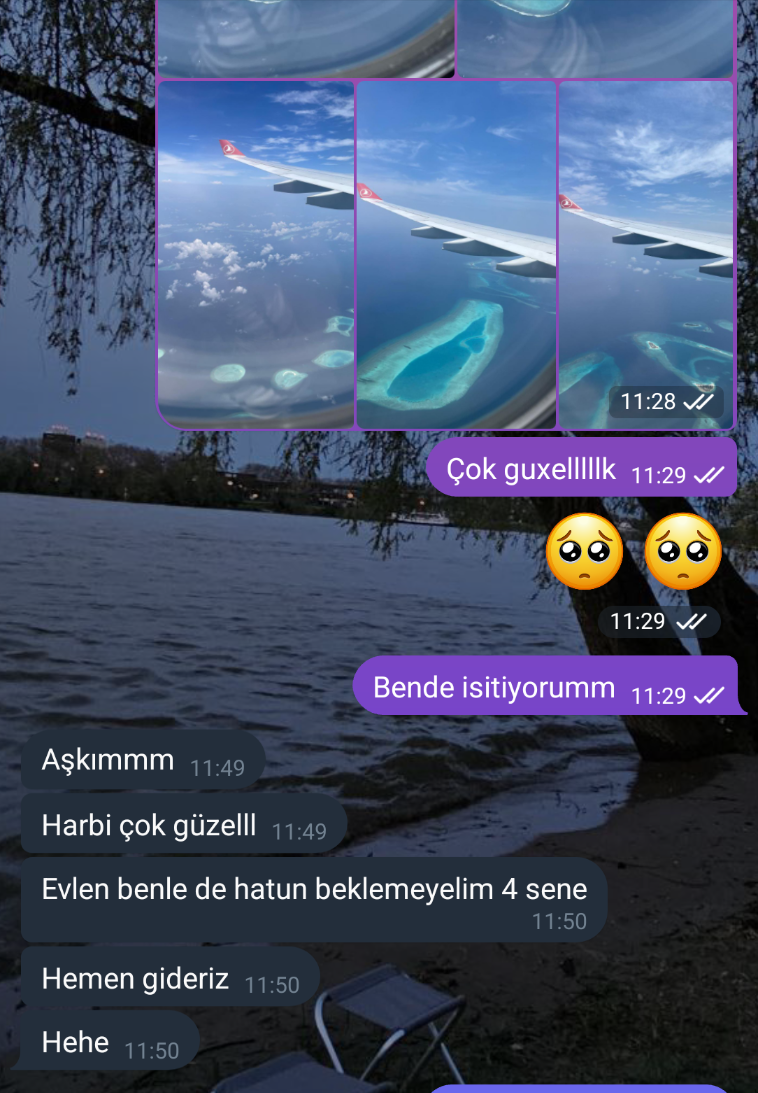 11:28
Çok guxelllllk 11:29
11:29
Bende isitiyorumm 11:29
Aşkımmm 11:49
Harbi çok güzelll 11:49
Evlen benle de hatun beklemeyelim 4 sene
11:50
Hemen gideriz 11:50
Hehe 11:50